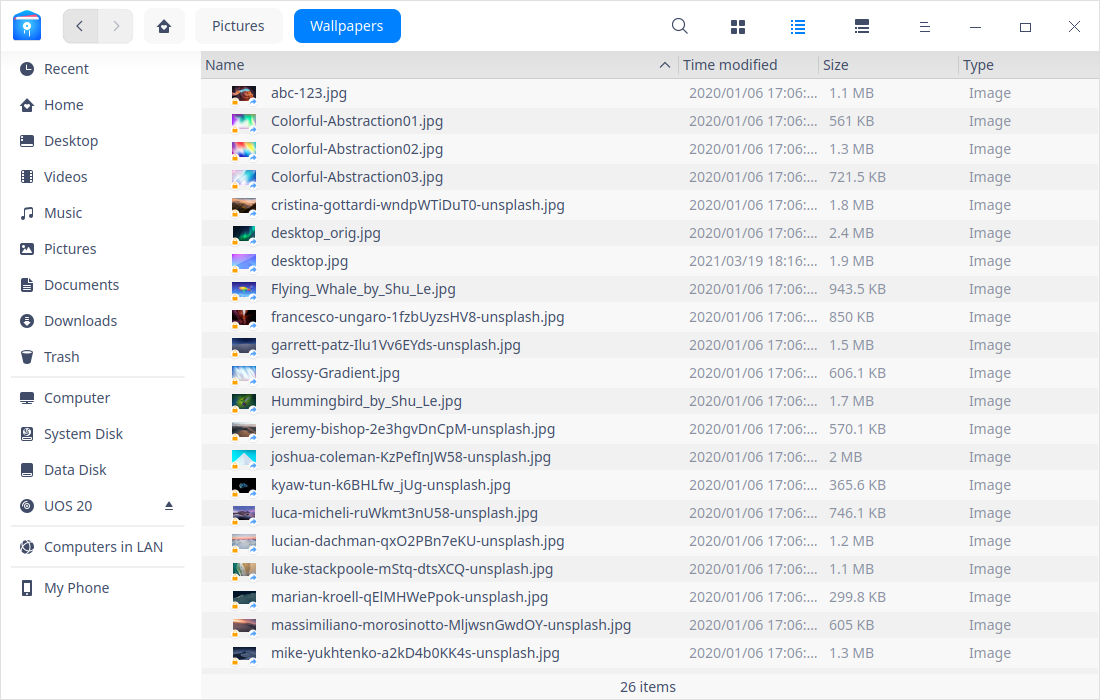 Pictures Wallpapers
Recent
Home
Desktop
Videos
Music
Pictures
Documents
Downloads
Trash
Computer
System Disk
Data Disk
UOS 20
Computers in LAN
My Phone
Name Time modified Size Type
abc-123.jpg 2020/01/06 17:06:... 1.1 MB Image
Colorful-Abstraction01.jpg 2020/01/06 17:06:... 561 KB Image
Colorful-Abstraction02.jpg 2020/01/06 17:06:... 1.3 MB Image
Colorful-Abstraction03.jpg 2020/01/06 17:06:... 721.5 KB Image
cristina-gottardi-wndpWTiDuT0-unsplash.jpg 2020/01/06 17:06:... 1.8 MB Image
desktop_orig.jpg 2020/01/06 17:06:... 2.4 MB Image
desktop.jpg 2021/03/19 18:16:... 1.9 MB Image
Flying_Whale_by_Shu_Le.jpg 2020/01/06 17:06:... 943.5 KB Image
francesco-ungaro-1fzbUyzsHV8-unsplash.jpg 2020/01/06 17:06:... 850 KB Image
garrett-patz-Ilu1Vv6EYds-unsplash.jpg 2020/01/06 17:06:... 1.5 MB Image
Glossy-Gradient.jpg 2020/01/06 17:06:... 606.1 KB Image
Hummingbird_by_Shu_Le.jpg 2020/01/06 17:06:... 1.7 MB Image
jeremy-bishop-2e3hgvDnCpM-unsplash.jpg 2020/01/06 17:06:... 570.1 KB Image
joshua-coleman-KzPefInJW58-unsplash.jpg 2020/01/06 17:06:... 2 MB Image
kyaw-tun-k6BHLfw_jUg-unsplash.jpg 2020/01/06 17:06:... 365.6 KB Image
luca-micheli-ruWkmt3nU58-unsplash.jpg 2020/01/06 17:06:... 746.1 KB Image
lucian-dachman-qxO2PBn7eKU-unsplash.jpg 2020/01/06 17:06:... 1.2 MB Image
luke-stackpoole-mStq-dtsXCQ-unsplash.jpg 2020/01/06 17:06:... 1.1 MB Image
marian-kroell-qElMHWePpok-unsplash.jpg 2020/01/06 17:06:... 299.8 KB Image
massimiliano-morosinotto-MljwsnGwdOY-unsplash.jpg 2020/01/06 17:06:... 605 KB Image
mike-yukhtenko-a2kD4b0KK4s-unsplash.jpg 2020/01/06 17:06:... 1.3 MB Image
26 items